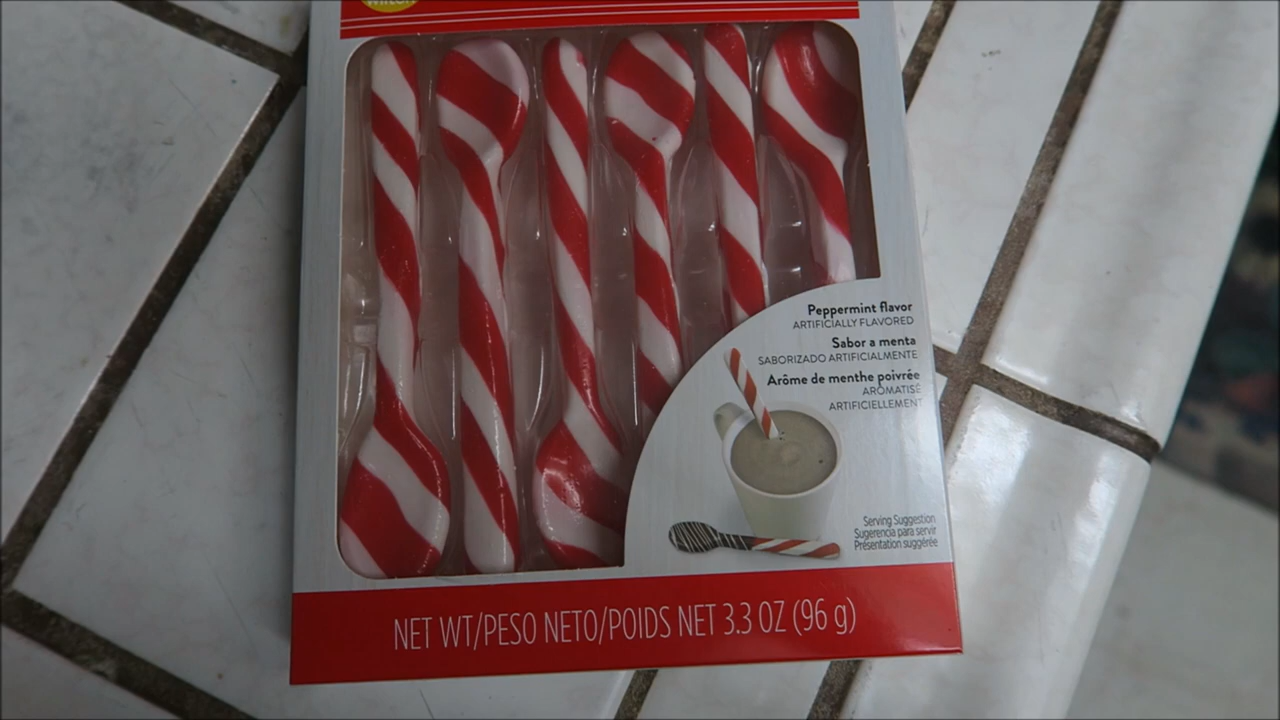 Wilton
Peppermint flavor
ARTIFICIALLY FLAVORED
Sabor a menta
SABORIZADO ARTIFICIALMENTE
Arôme de menthe poivrée
AROMATISÉ
ARTIFICIELLEMENT
Serving Suggestion
Sugerencia para servir
Présentation suggérée
NET WT/PESO NETO/POIDS NET 3.3 OZ (96 g)